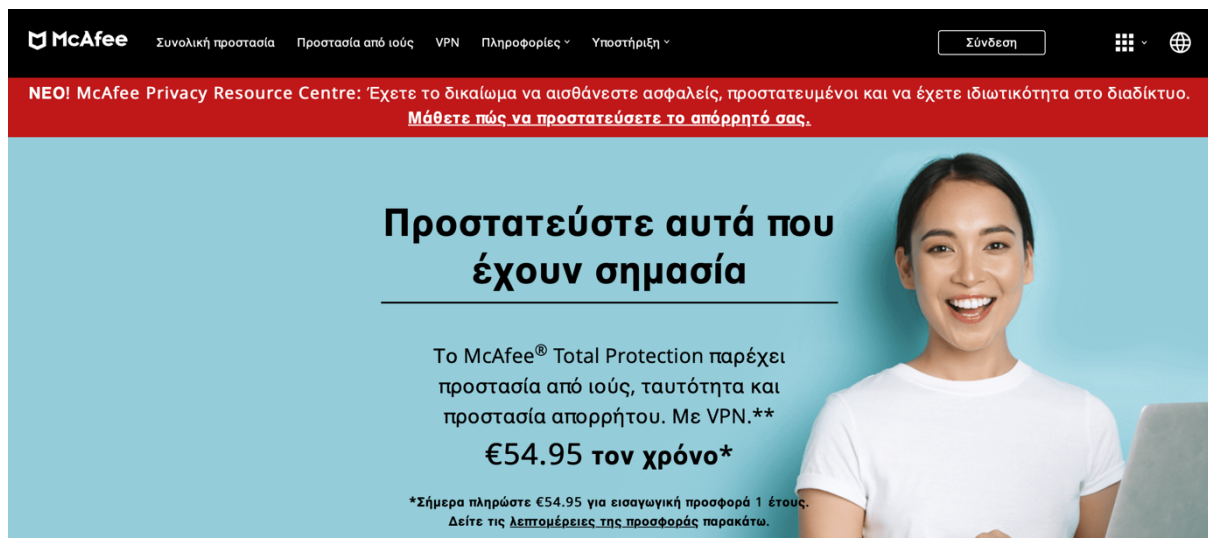 McAfee
Συνολική προστασία
Προστασία από ιούς
VPN
Πληροφορίες
Υποστήριξη
Σύνδεση
ΝΕΟ! McAfee Privacy Resource Centre: Έχετε το δικαίωμα να αισθάνεστε ασφαλείς, προστατευμένοι και να έχετε ιδιωτικότητα στο διαδίκτυο.
Μάθετε πώς να προστατεύσετε το απόρρητό σας.
Προστατεύστε αυτά που
έχουν σημασία
Το McAfee® Total Protection παρέχει
προστασία από ιούς, ταυτότητα και
προστασία απορρήτου. Με VPN.**
€54.95 τον χρόνο*
*Σήμερα πληρώστε €54.95 για εισαγωγική προσφορά 1 έτους.
Δείτε τις λεπτομέρειες της προσφοράς παρακάτω.